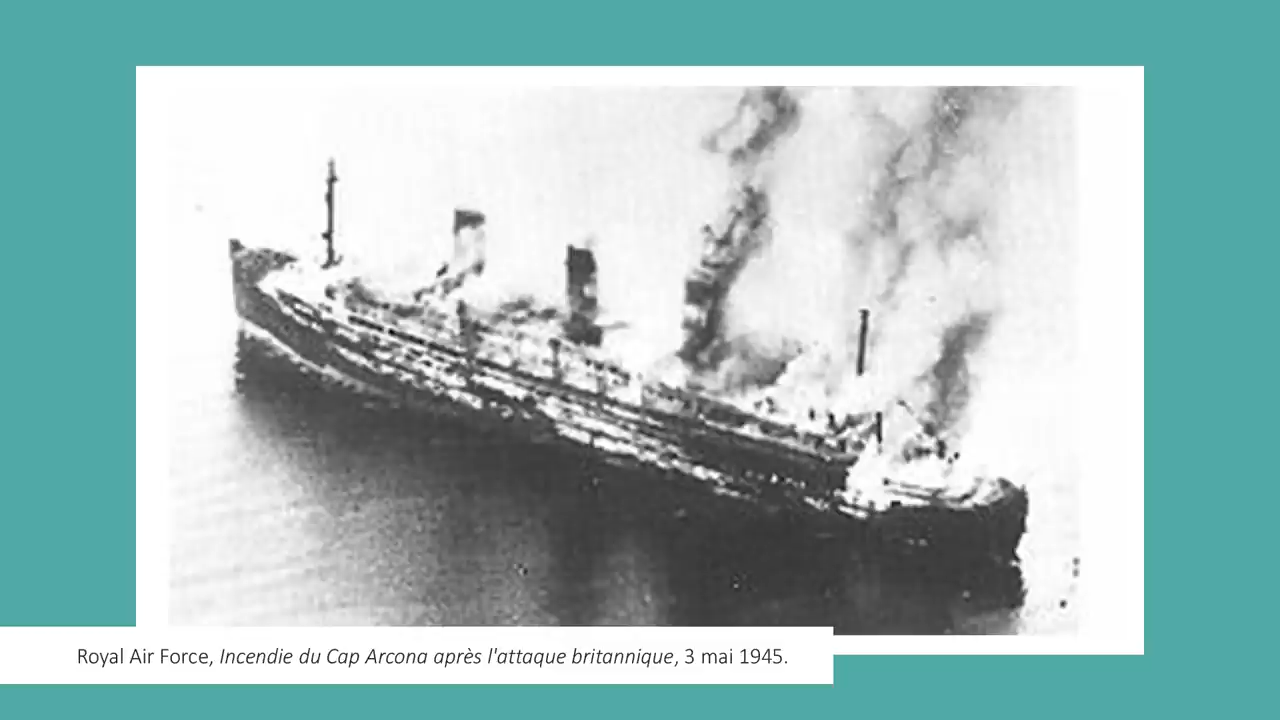 Royal Air Force, Incendie du Cap Arcona après l'attaque britannique, 3 mai 1945.